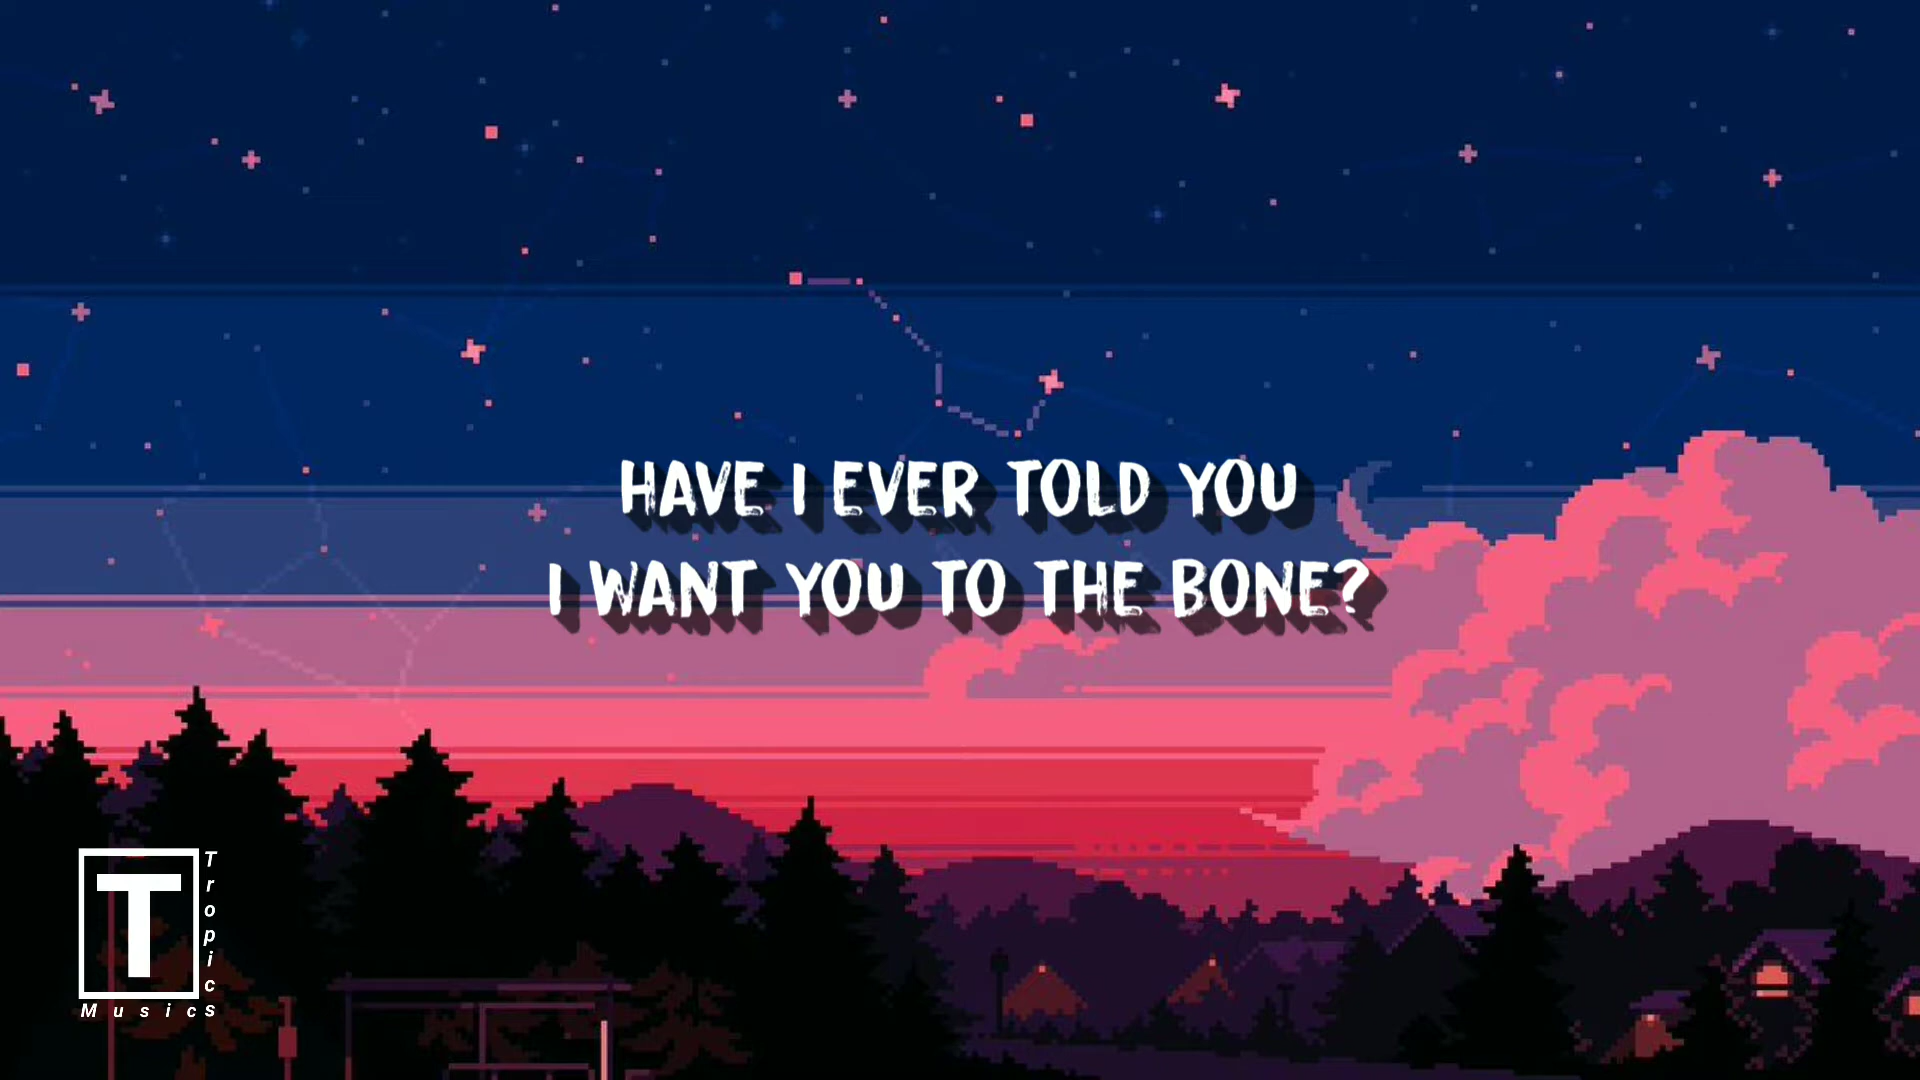 HAVE I EVER TOLD YOU
I WANT YOU TO THE BONE?
T
Tropics
Musics